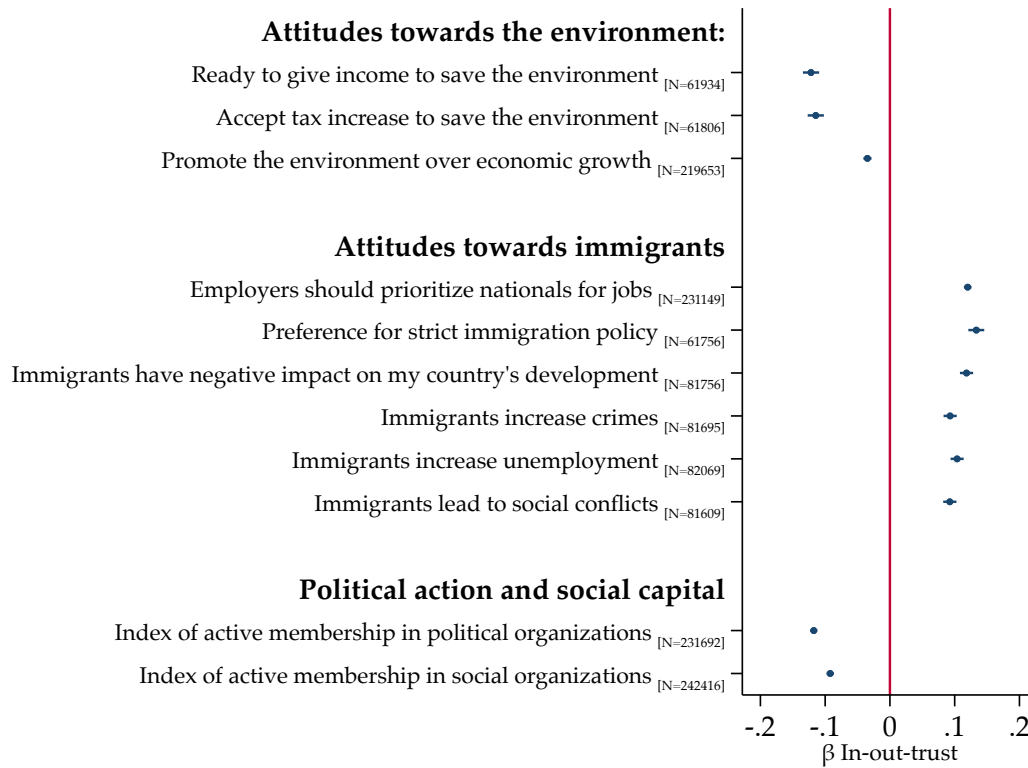 Attitudes towards the environment:
Ready to give income to save the environment [N=61934]
Accept tax increase to save the environment [N=61806]
Promote the environment over economic growth [N=219653]
Attitudes towards immigrants
Employers should prioritize nationals for jobs [N=231149]
Preference for strict immigration policy [N=61756]
Immigrants have negative impact on my country's development [N=81756]
Immigrants increase crimes [N=81695]
Immigrants increase unemployment [N=82069]
Immigrants lead to social conflicts [N=81609]
Political action and social capital
Index of active membership in political organizations [N=231692]
Index of active membership in social organizations [N=242416]
-.2 -.1 0 .1 .2
β In-out-trust